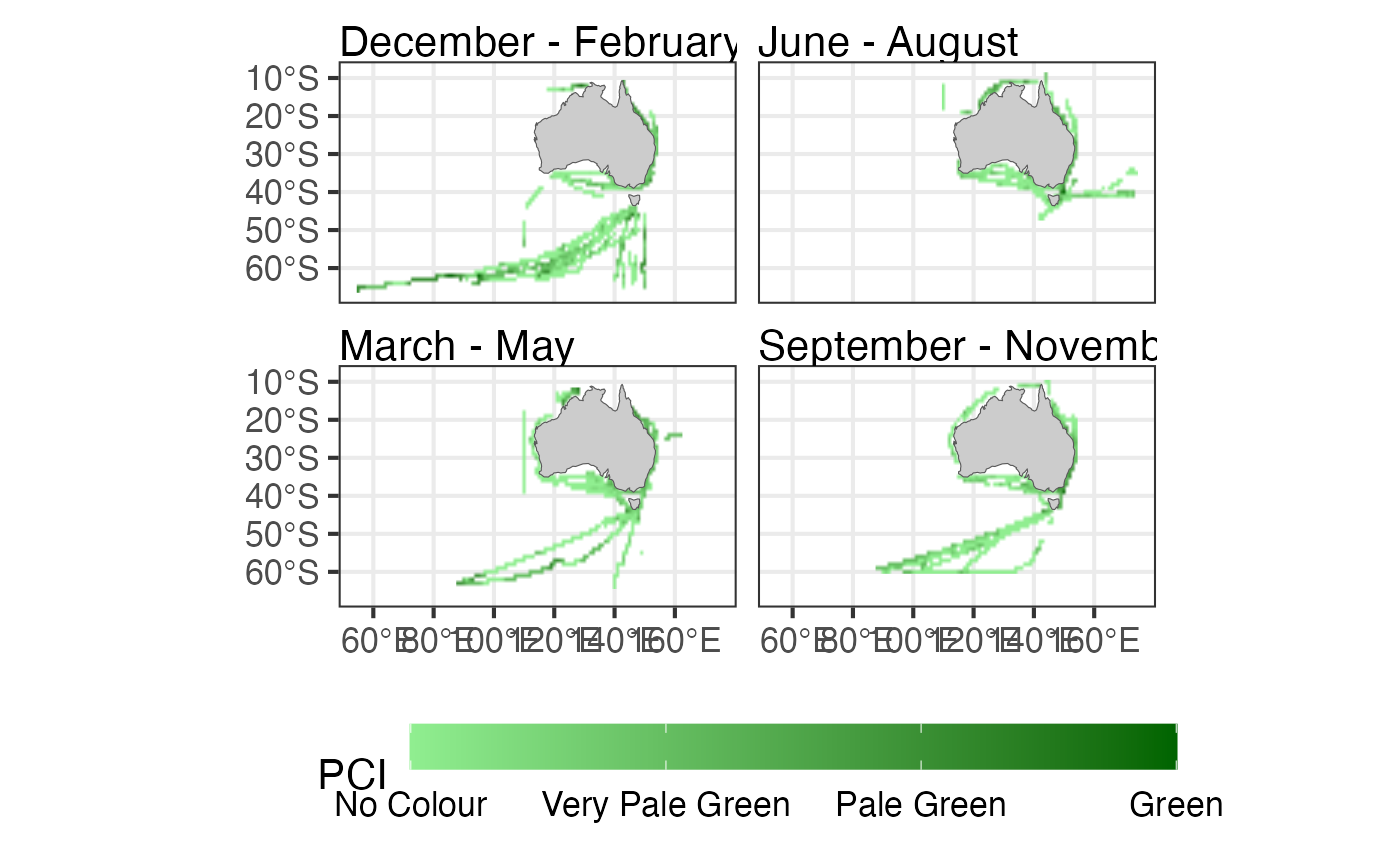 December - February June - August
10°S
20°S
30°S
40°S
50°S
60°S
March - May September - Novemb
10°S
20°S
30°S
40°S
50°S
60°S
60°E 80°E 100°E 120°E 140°E 160°E 60°E 80°E 100°E 120°E 140°E 160°E
PCI
No Colour Very Pale Green Pale Green Green